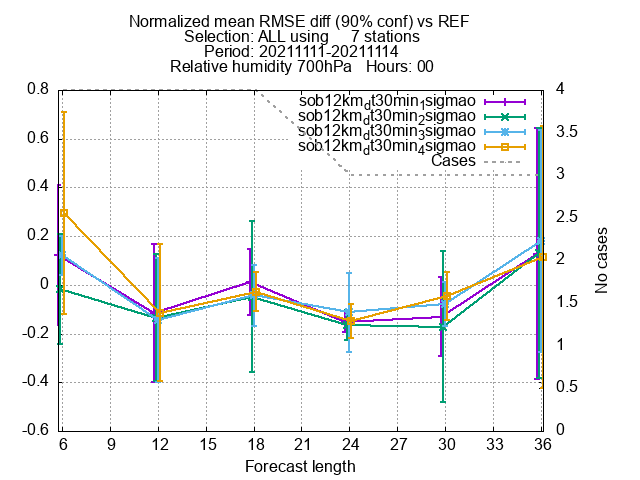 Normalized mean RMSE diff (90% conf) vs REF
Selection: ALL using 7 stations
Period: 20211111-20211114
Relative humidity 700hPa Hours: 00
sob12km_dt30min_1sigmao
sob12km_dt30min_2sigmao
sob12km_dt30min_3sigmao
sob12km_dt30min_4sigmao
Cases
0.8
0.6
0.4
0.2
0
-0.2
-0.4
-0.6
4
3.5
3
2.5
2
1.5
1
0.5
0
No cases
6 9 12 15 18 21 24 27 30 33 36
Forecast length